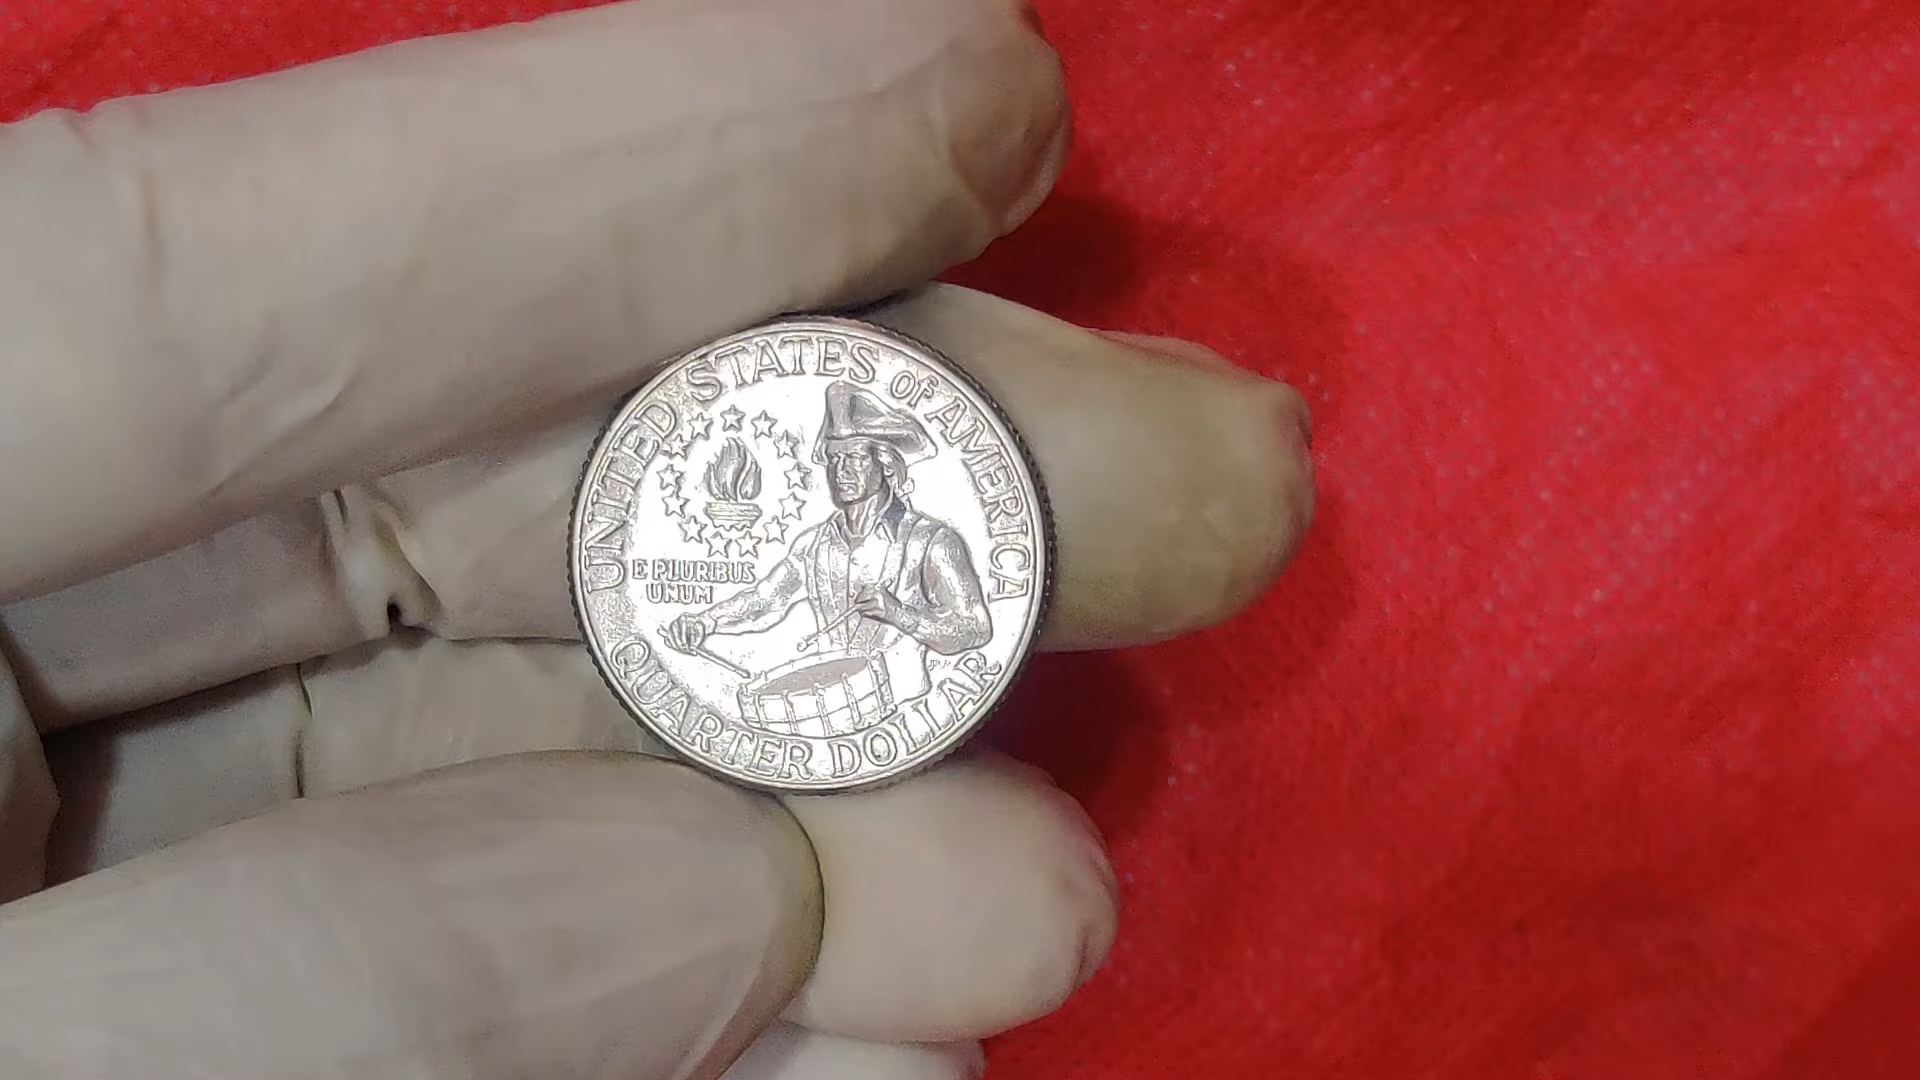 UNITED STATES OF AMERICA
E PLURIBUS
UNUM
QUARTER DOLLAR